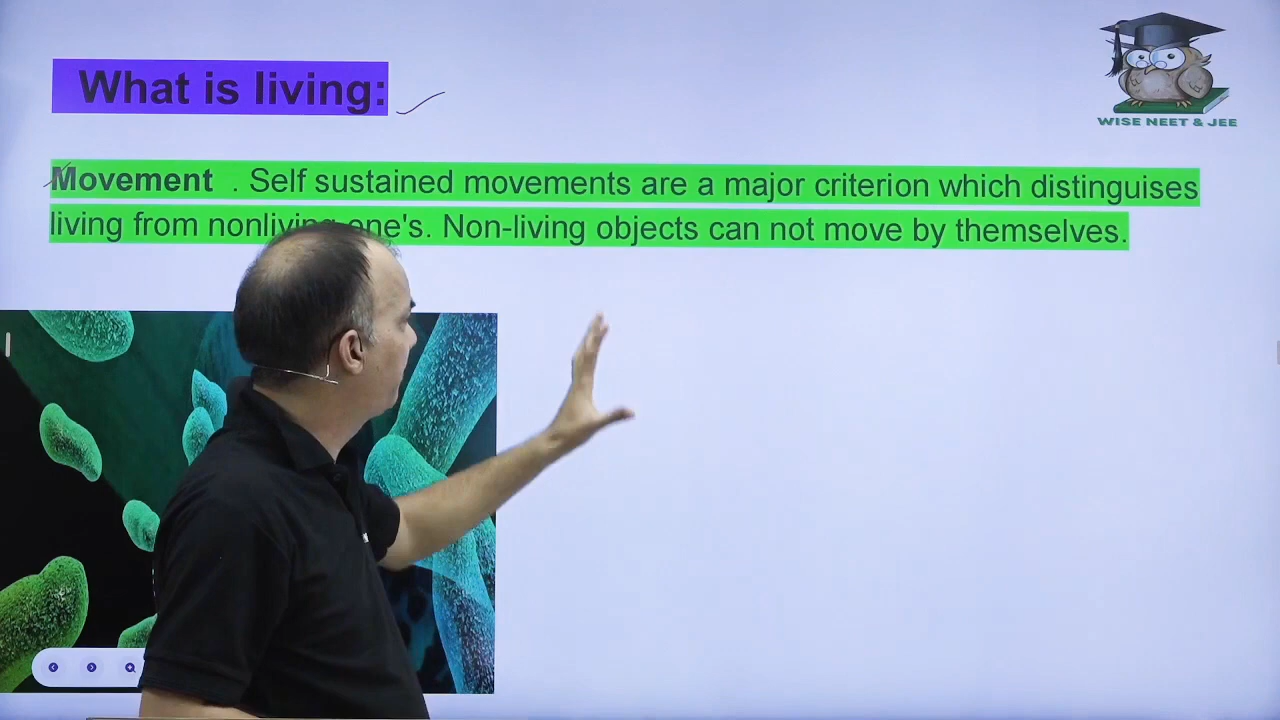 What is living:
WISE NEET & JEE
Movement . Self sustained movements are a major criterion which distinguises
living from nonliving one's. Non-living objects can not move by themselves.